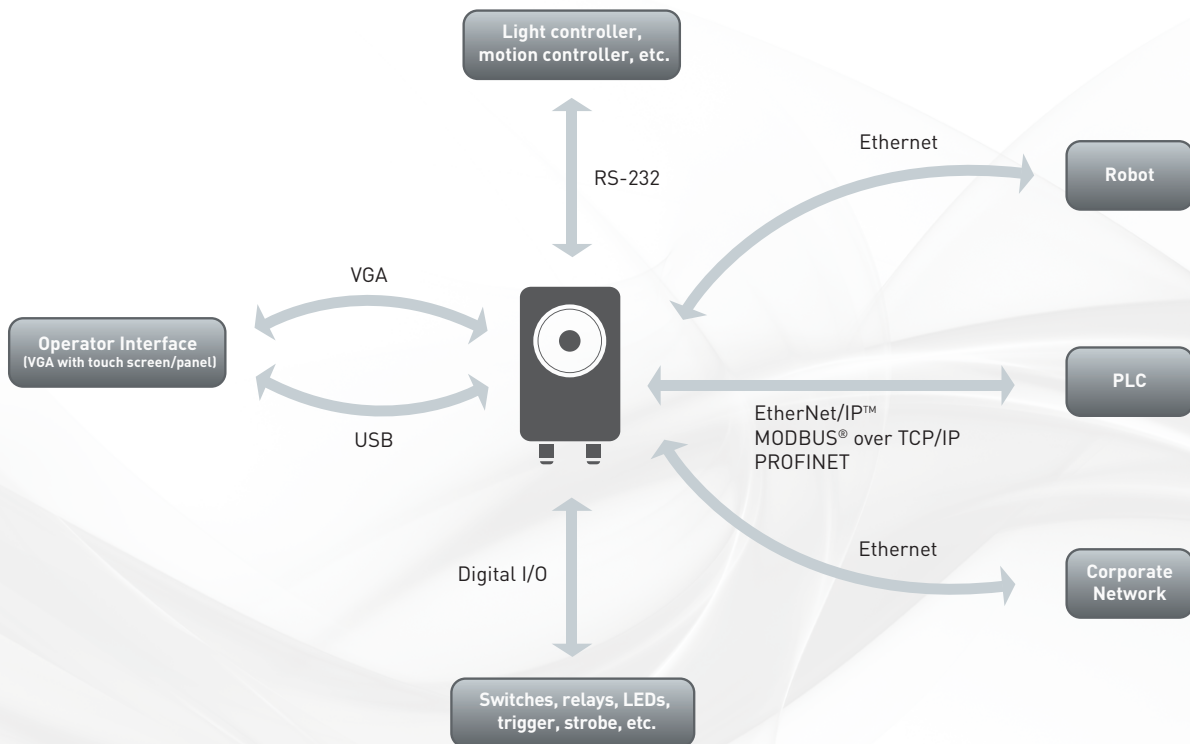 Light controller,
motion controller, etc.
Ethernet
Robot
RS-232
VGA
Operator Interface
(VGA with touch screen/panel)
PLC
USB
EtherNet/IP™
MODBUS® over TCP/IP
PROFINET
Ethernet
Digital I/O
Corporate
Network
Switches, relays, LEDs,
trigger, strobe, etc.